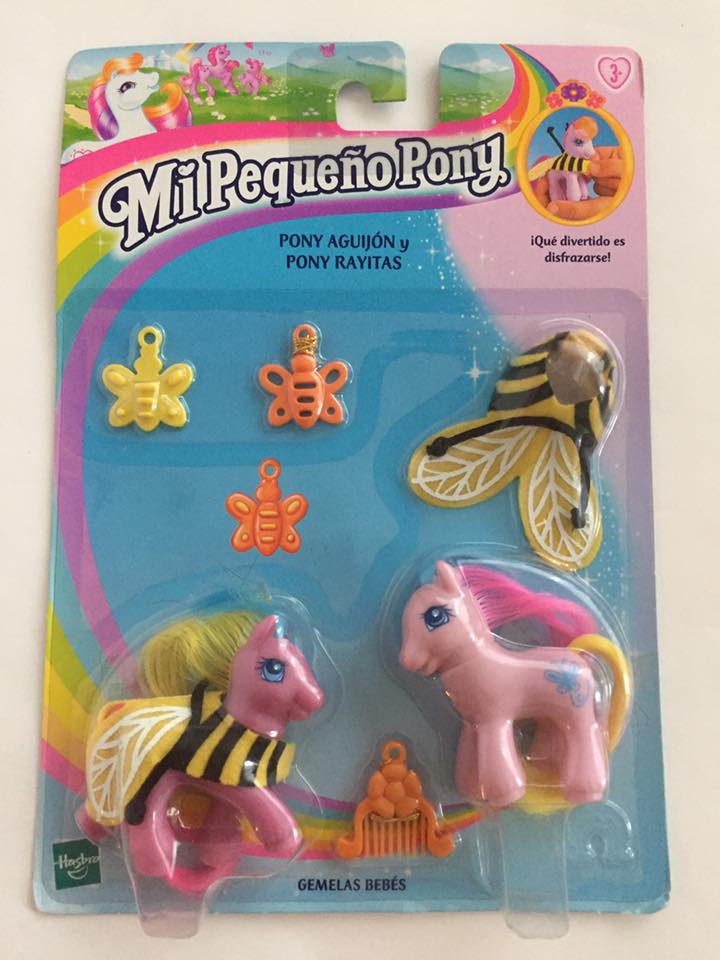 3+
Mi Pequeño Pony
PONY AGUIJÓN y
PONY RAYITAS
¡Qué divertido es
disfrazarse!
Hasbro
GEMELAS BEBÉS